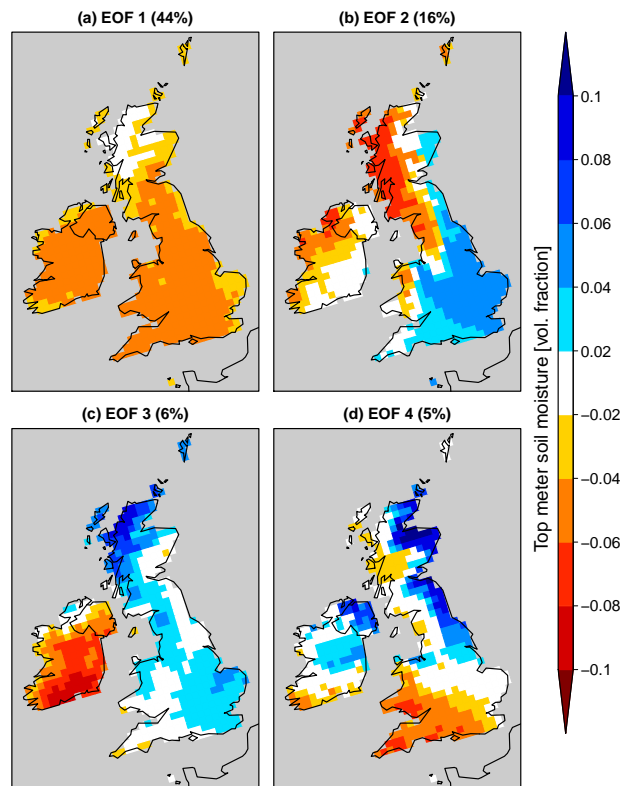 (a) EOF 1 (44%)
(b) EOF 2 (16%)
(c) EOF 3 (6%)
(d) EOF 4 (5%)
0.1
0.08
0.06
0.04
0.02
−0.02
−0.04
−0.06
−0.08
−0.1
Top meter soil moisture [vol. fraction]